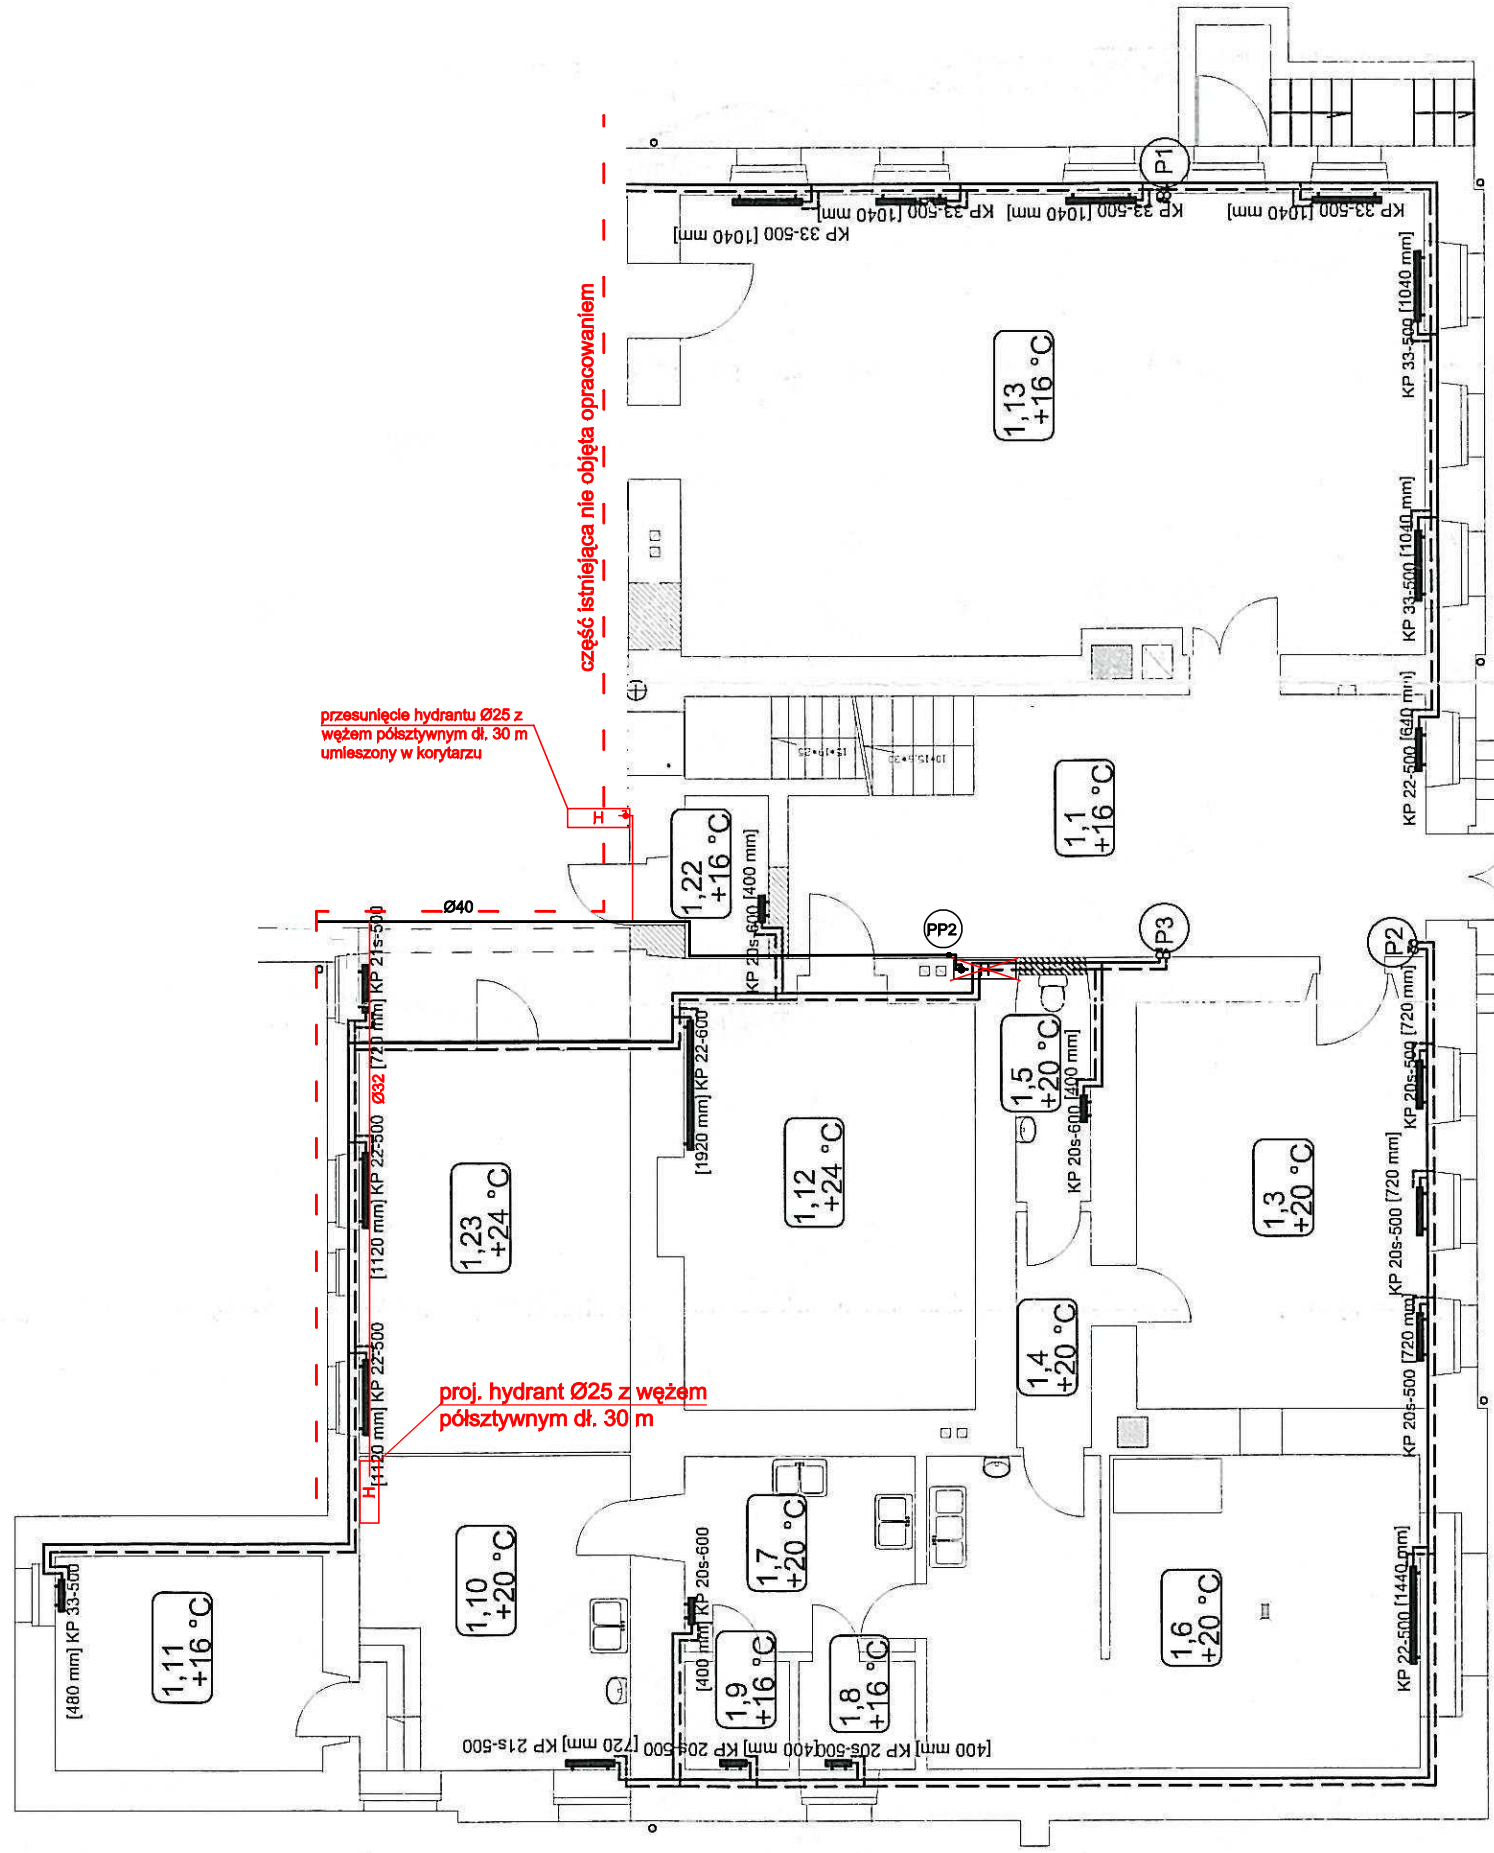 P1
KP 33-500 [1040 mm]
KP 33-500 [1040 mm]
KP 33-500 [1040 mm]
KP 33-500 [1040 mm]
KP 33-500 [1040 mm]
1,13
+16 °C
część istniejąca nie objęta opracowaniem
KP 33-500 [1040 mm]
przesunięcie hydrantu Ø25 z
wężem półsztywnym dł. 30 m
umieszony w korytarzu
H
KP 22-500 [640 mm]
1,1
+16 °C
1,22
+16 °C
KP 20s-600 [400 mm]
Ø40
PP2
P3
P2
[720 mm] KP 21s-500
Ø32
[1920 mm] KP 22-600
1,5
+20 °C
KP 20s-600 [400 mm]
KP 20s-500 [720 mm]
[1120 mm] KP 22-500
1,23
+24 °C
1,12
+24 °C
1,3
+20 °C
KP 20s-500 [720 mm]
[1120 mm] KP 22-500
1,4
+20 °C
KP 20s-500 [720 mm]
proj. hydrant Ø25 z wężem
półsztywnym dł. 30 m
H
[480 mm] KP 33-500
1,11
+16 °C
1,10
+20 °C
1,7
+20 °C
[400 mm] KP 20s-600
1,9
+16 °C
1,8
+16 °C
1,6
+20 °C
KP 22-500 [1440 mm]
[720 mm] KP 21s-500
[400 mm] KP 20s-500
[400 mm] KP 20s-500